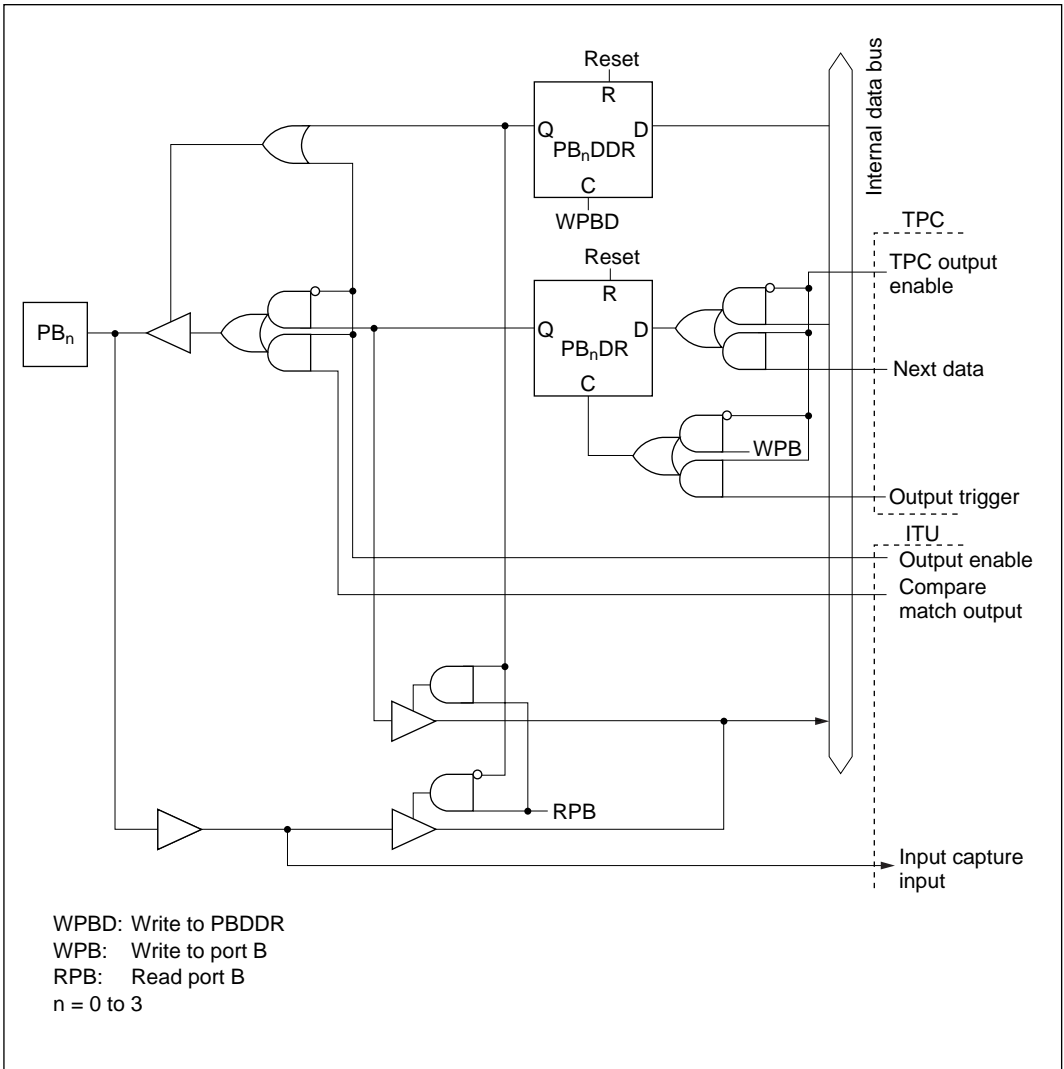 Reset
R
Q
D
PBnDDR
C
WPBD
Internal data bus
TPC
TPC output
enable
Reset
R
Q
D
PBnDR
C
PBn
Next data
WPB
Output trigger
ITU
Output enable
Compare
match output
RPB
Input capture
input
WPBD: Write to PBDDR
WPB: Write to port B
RPB: Read port B
n = 0 to 3